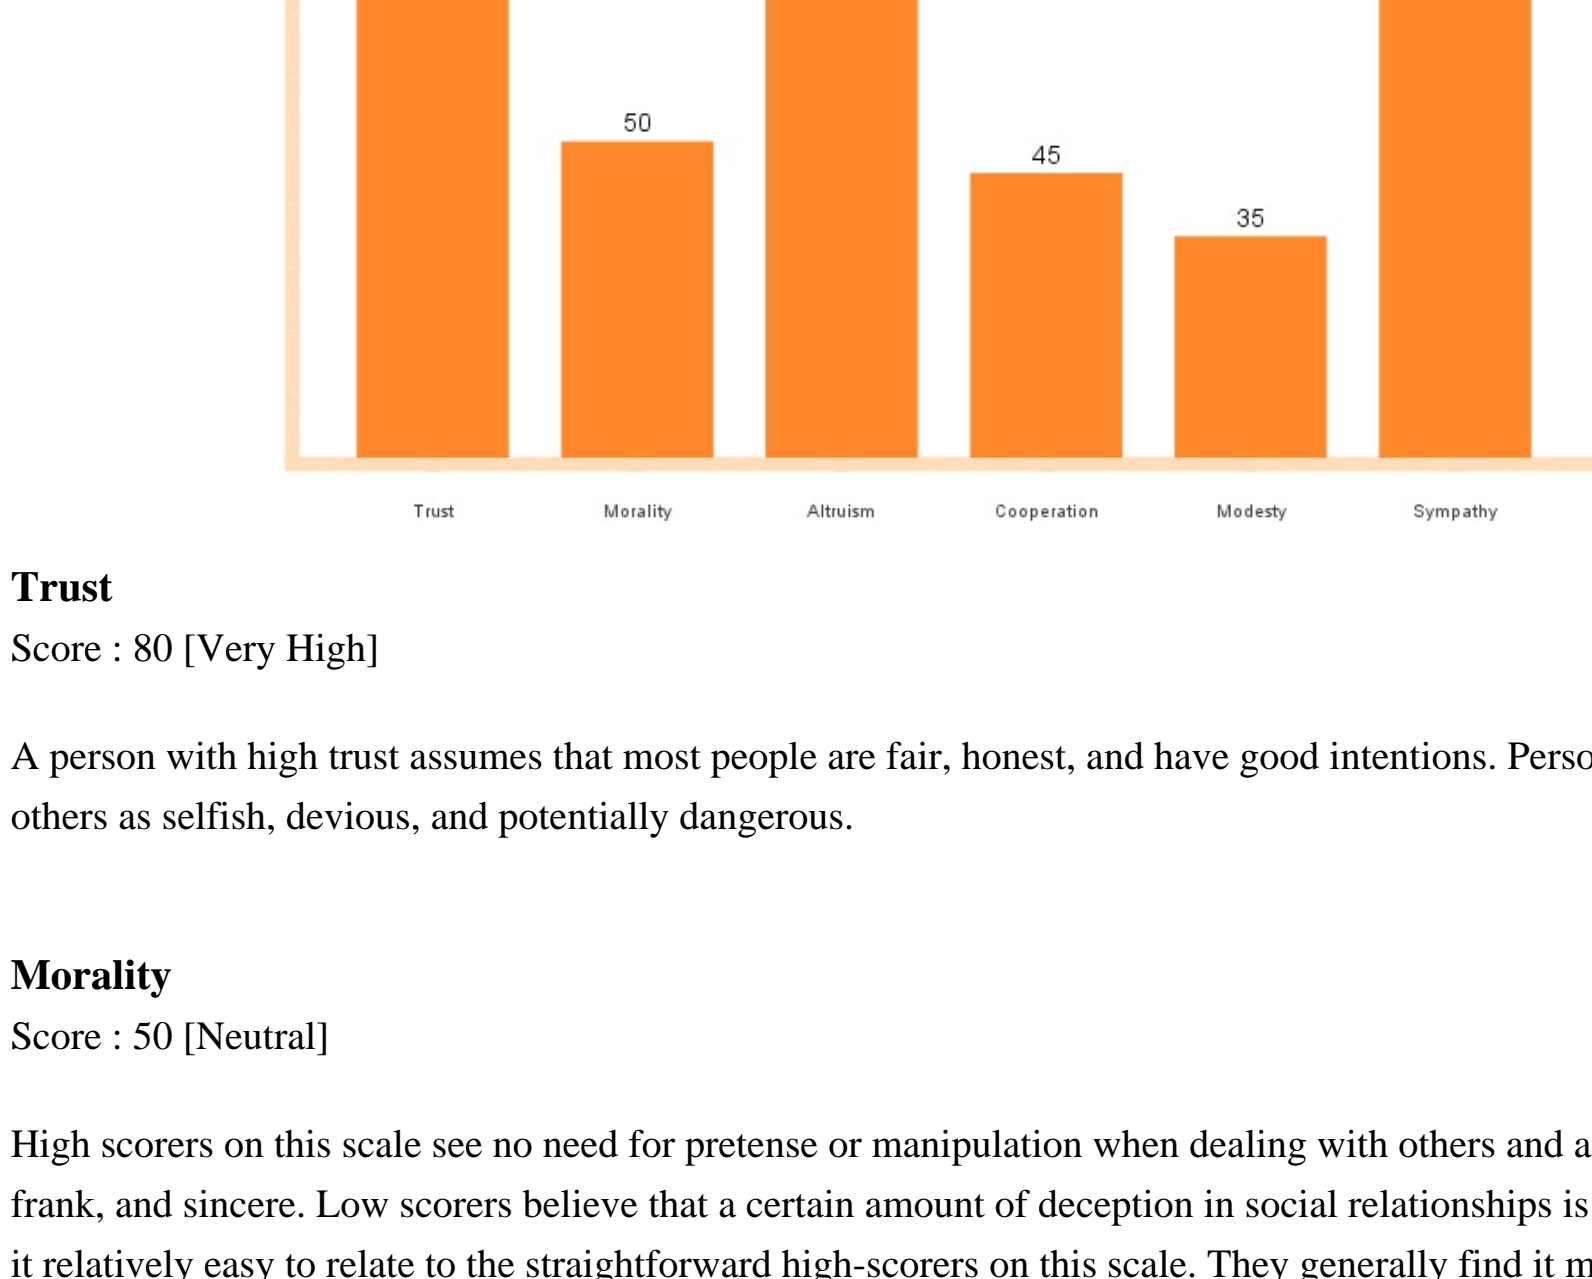 50
45
35
Trust Morality Altruism Cooperation Modesty Sympathy
Trust
Score : 80 [Very High]
A person with high trust assumes that most people are fair, honest, and have good intentions.
others as selfish, devious, and potentially dangerous.
Morality
Score : 50 [Neutral]
High scorers on this scale see no need for pretense or manipulation when dealing with others and
frank, and sincere. Low scorers believe that a certain amount of deception in social relationships is
it relatively easy to relate to the straightforward high-scorers on this scale. They generally find it